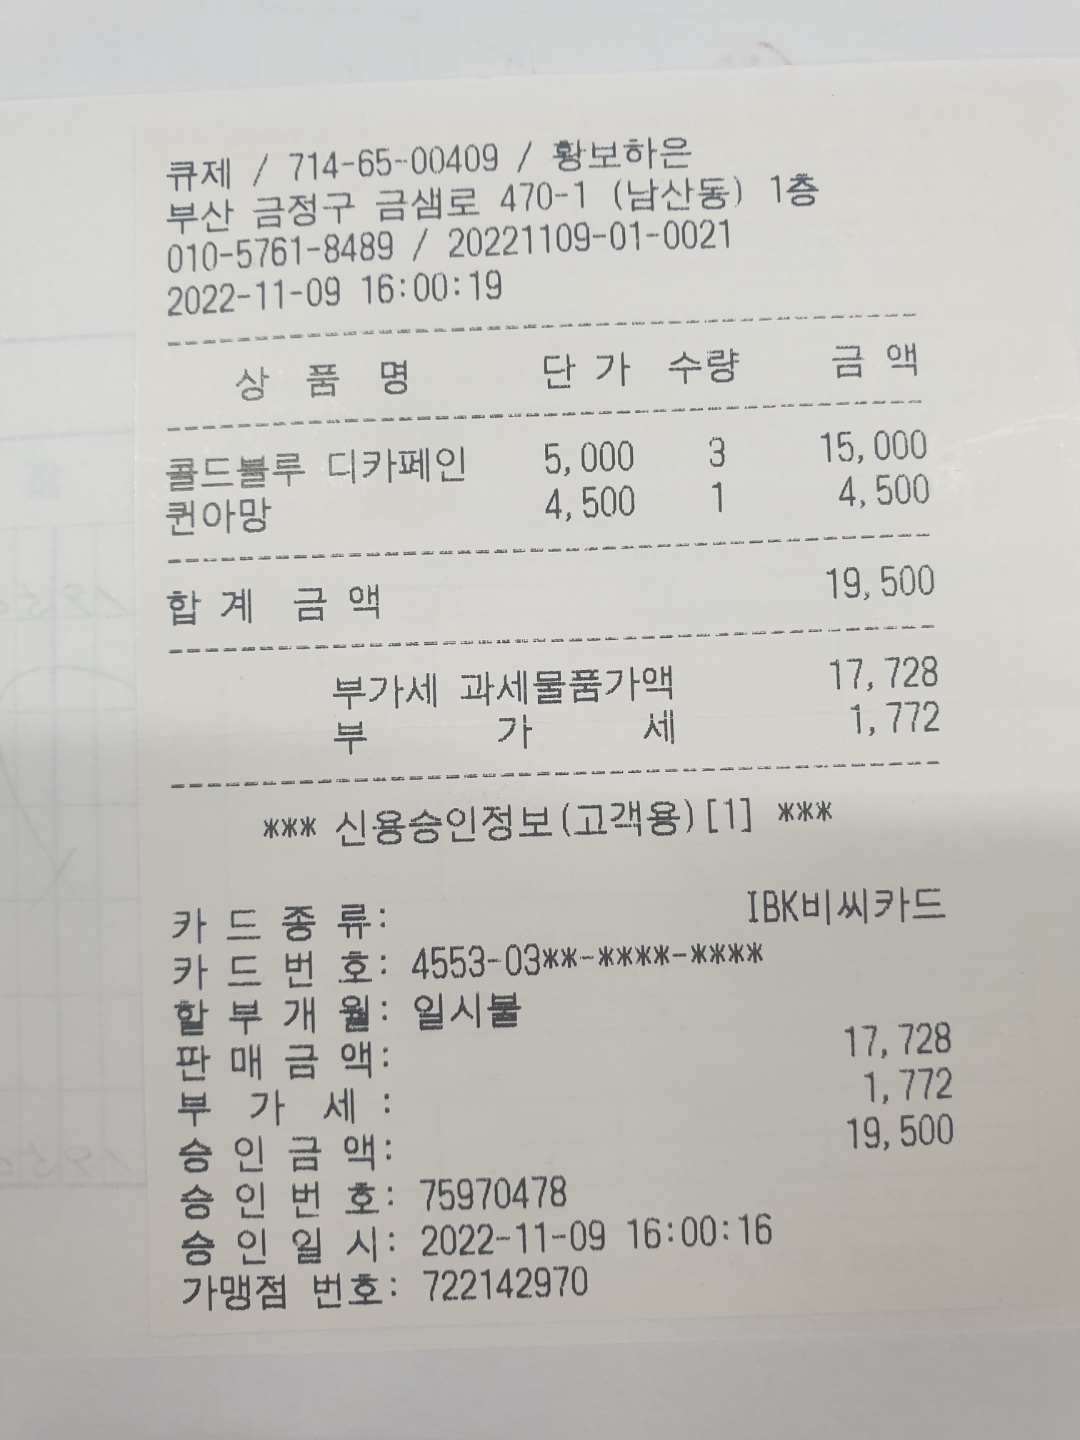 큐제 / 714-65-00409 / 황보하은
부산 금정구 금샘로 470-1 (남산동) 1층
010-5761-8489 / 20221109-01-0021
2022-11-09 16:00:19
상 품 명 단 가 수량 금 액
콜드블루 디카페인 5,000 3 15,000
퀸아망 4,500 1 4,500
합 계 금 액 19,500
부가세 과세물품가액 17,728
부 가 세 1,772
*** 신용승인정보(고객용)[1] ***
카 드 종 류: IBK비씨카드
카 드 번 호: 4553-03**-****-****
할 부 개 월: 일시불
판 매 금 액: 17,728
부 가 세 : 1,772
승 인 금 액: 19,500
승 인 번 호: 75970478
승 인 일 시: 2022-11-09 16:00:16
가맹점 번호: 722142970